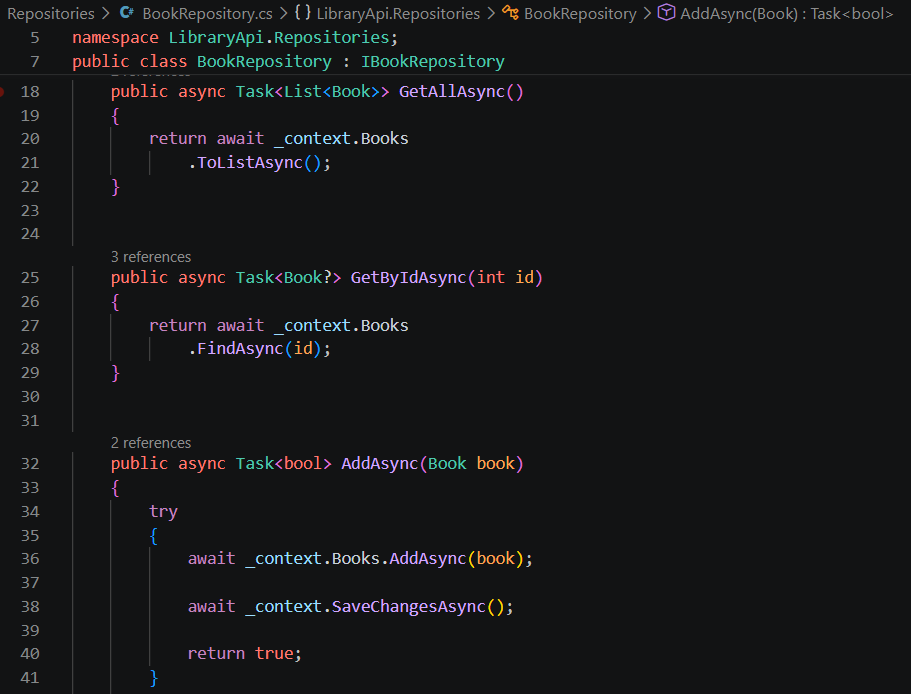 Repositories > BookRepository.cs > {} LibraryApi.Repositories > BookRepository > AddAsync(Book) : Task<bool>
5 namespace LibraryApi.Repositories;
7 public class BookRepository : IBookRepository
18 public async Task<List<Book>> GetAllAsync()
19 {
20 return await _context.Books
21 .ToListAsync();
22 }
23
24
3 references
25 public async Task<Book?> GetByIdAsync(int id)
26 {
27 return await _context.Books
28 .FindAsync(id);
29 }
30
31
2 references
32 public async Task<bool> AddAsync(Book book)
33 {
34 try
35 {
36 await _context.Books.AddAsync(book);
37
38 await _context.SaveChangesAsync();
39
40 return true;
41 }